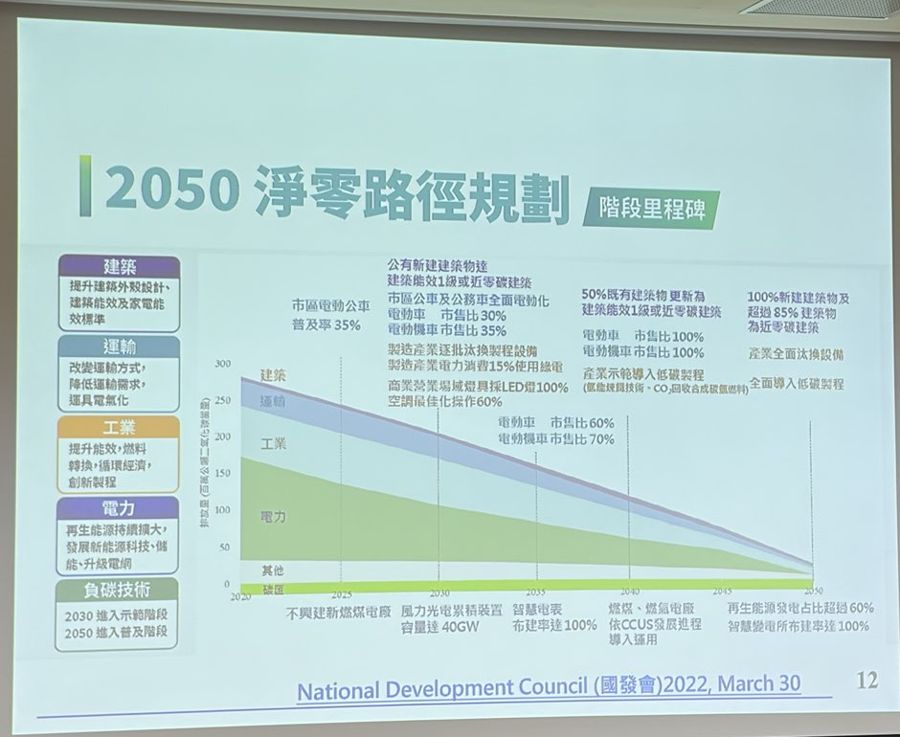 2050 淨零路徑規劃
階段里程碑
建築
提升建築外殼設計、
建築能效及家電能
效標準
運輸
改變運輸方式,
降低運輸需求,
運具電氣化
工業
提升能效,燃料
轉換,循環經濟,
創新製程
電力
再生能源持續擴大,
發展新能源科技、儲
能、升級電網
負碳技術
2030 進入示範階段
2050 進入普及階段
市區電動公車
普及率 35%
公有新建建築物達
建築能效1級或近零碳建築
市區公車及公務車全面電動化
電動車 市售比 30%
電動機車 市售比 35%
製造產業逐批汰換製程設備
製造產業電力消費15%使用綠電
商業營業場域燈具採LED燈100%
空調最佳化操作60%
電動車 市售比 60%
電動機車 市售比 70%
50%既有建築物 更新為
建築能效1級或近零碳建築
電動車 市售比 100%
電動機車 市售比 100%
產業示範導入低碳製程
(氫能煉鐵技術、CO₂回收合成碳氫燃料)
100%新建建築物及
超過 85% 建築物
為近零碳建築
產業全面汰換設備
全面導入低碳製程
排放量 (百萬公噸二氧化碳當量)
300
250
200
150
100
50
0
建築
運輸
工業
電力
其他
碳匯
2020
2025
2030
2035
2040
2045
2050
不興建新燃煤電廠
風力光電累積裝置
容量達 40GW
智慧電表
布建率達100%
燃煤、燃氣電廠
依CCUS發展進程
導入運用
再生能源發電占比超過 60%
智慧變電所布建率達100%
National Development Council (國發會)2022, March 30
12